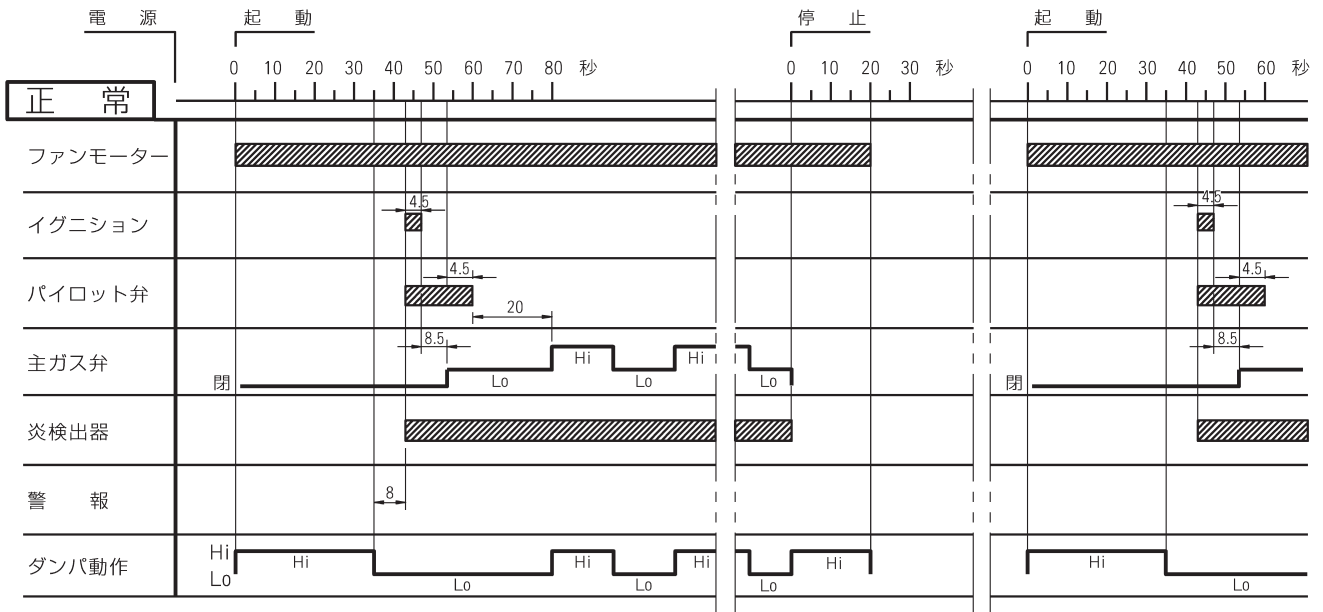 電 源
起 動
停 止
起 動
0 10 20 30 40 50 60 70 80 秒
0 10 20 30 秒
0 10 20 30 40 50 60 秒
正 常
ファンモーター
イグニション
4.5
4.5
パイロット弁
4.5
20
4.5
主ガス弁
8.5
8.5
閉
Lo
Hi
Lo
Hi
Lo
閉
炎検出器
警 報
8
ダンパ動作
Hi
Lo
Hi
Lo
Hi
Lo
Hi
Lo
Hi
Hi
Lo